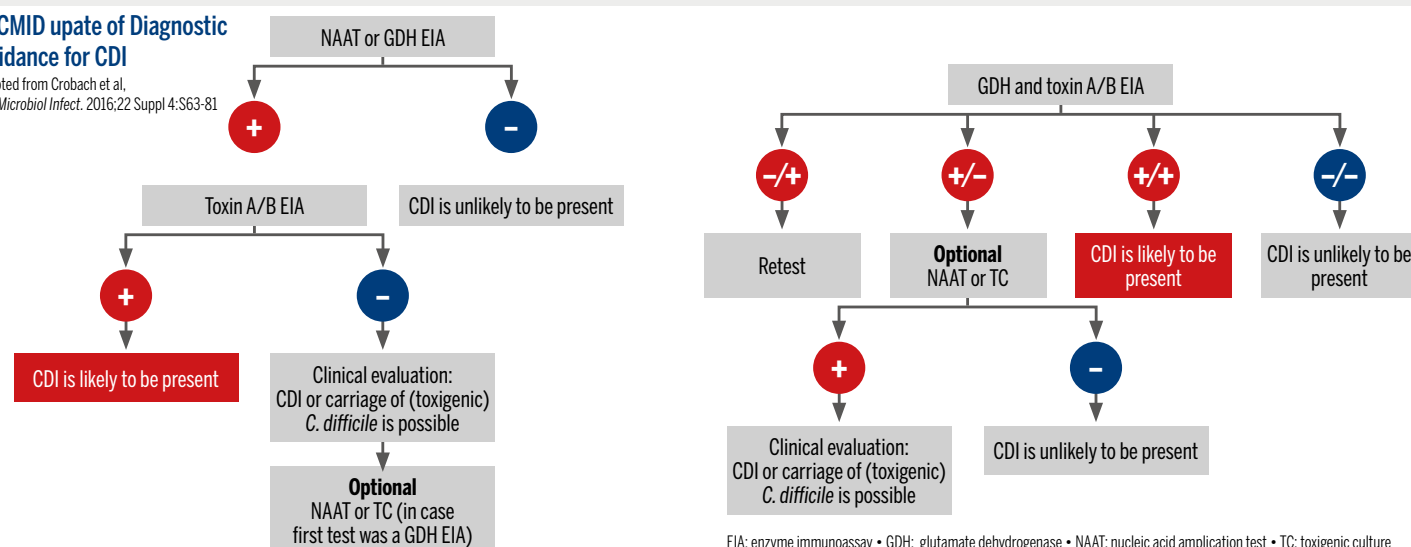 CMID upate of Diagnostic
idance for CDI
ted from Crobach et al,
Microbiol Infect. 2016;22 Suppl 4:S63-81
NAAT or GDH EIA
+
–
Toxin A/B EIA
CDI is unlikely to be present
+
–
CDI is likely to be present
Clinical evaluation:
CDI or carriage of (toxigenic)
C. difficile is possible
Optional
NAAT or TC (in case
first test was a GDH EIA)
GDH and toxin A/B EIA
–/+
+/–
+/+
–/–
Retest
Optional
NAAT or TC
CDI is likely to be
present
CDI is unlikely to be
present
+
–
Clinical evaluation:
CDI or carriage of (toxigenic)
C. difficile is possible
CDI is unlikely to be present
EIA: enzyme immunoassay • GDH: glutamate dehydrogenase • NAAT: nucleic acid amplication test • TC: toxigenic culture